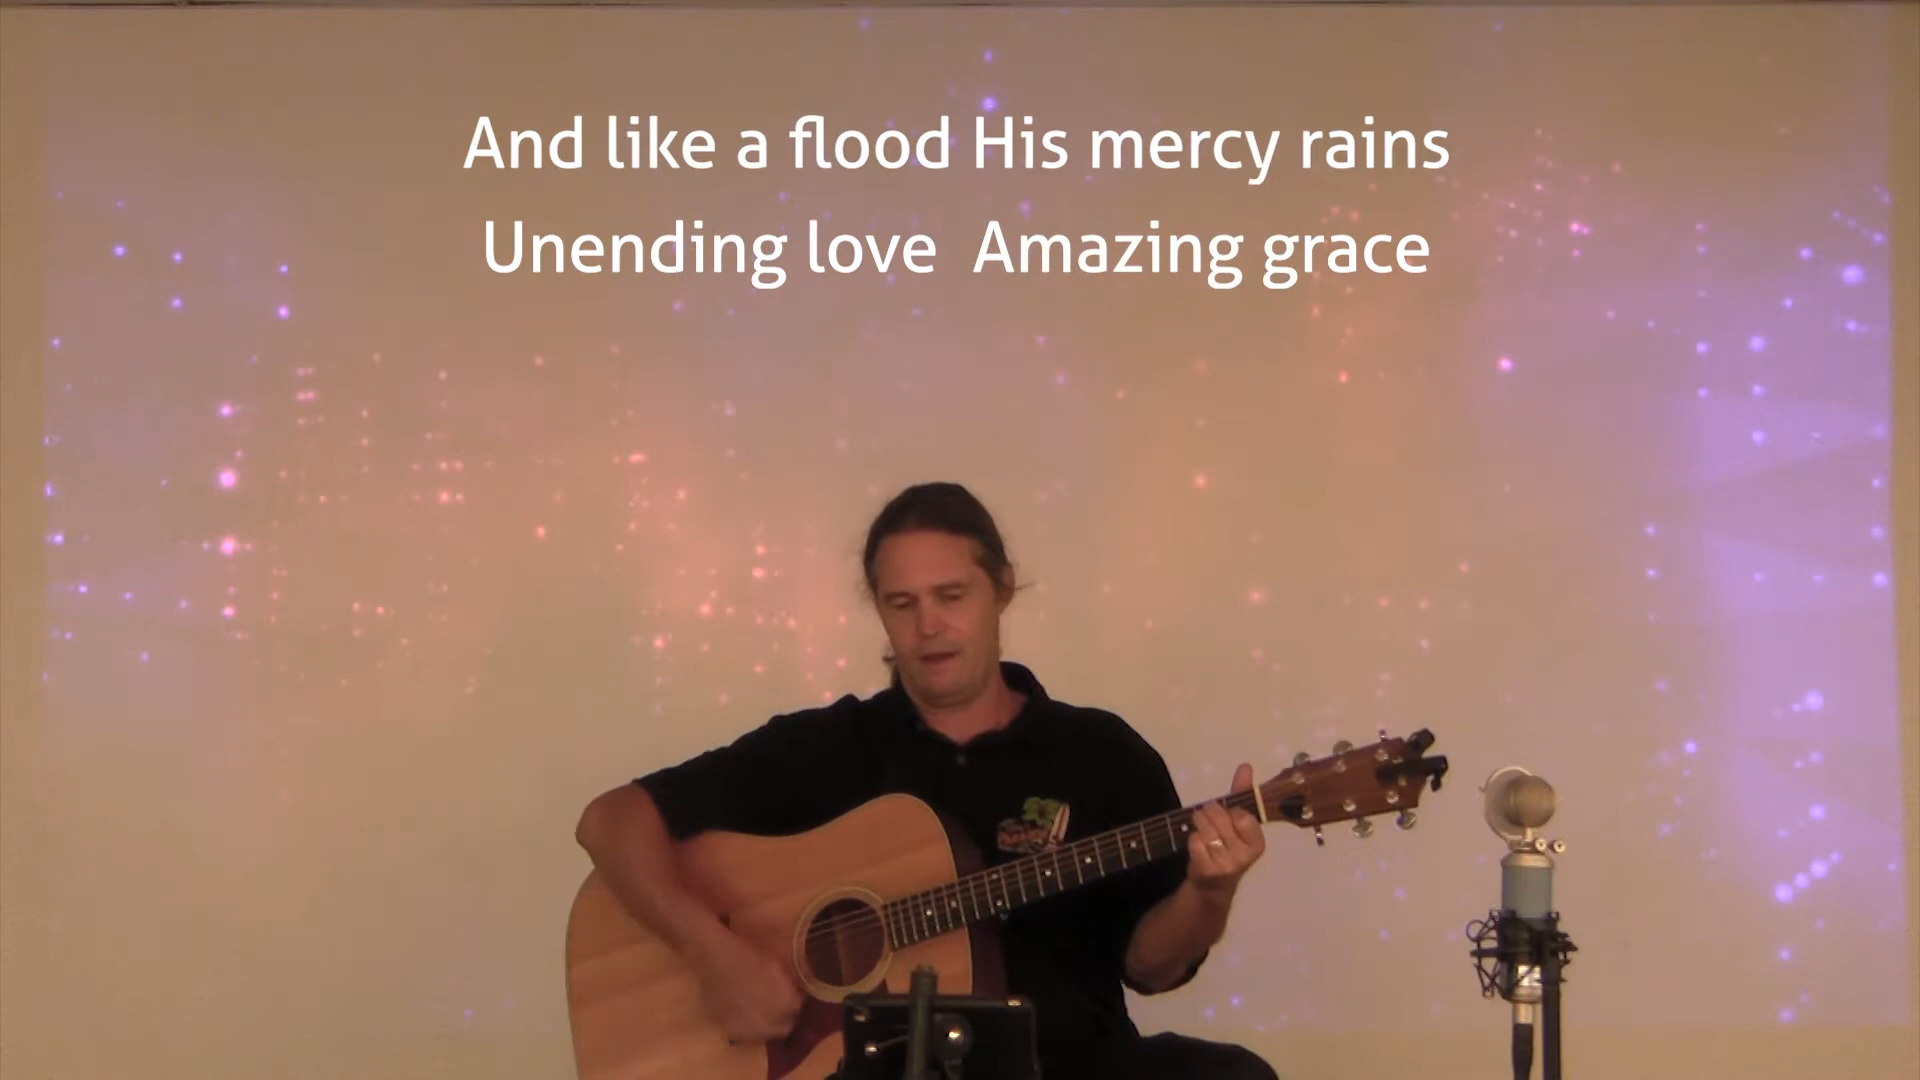 And like a flood His mercy rains
Unending love  Amazing grace